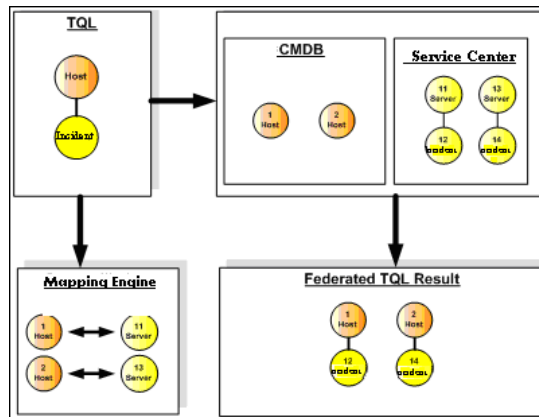 TQL
Host
Incident
CMDB
1
Host
2
Host
Service Center
11
Server
13
Server
12
14
Mapping Engine
1
Host
11
Server
2
Host
13
Server
Federated TQL Result
1
Host
2
Host
12
14